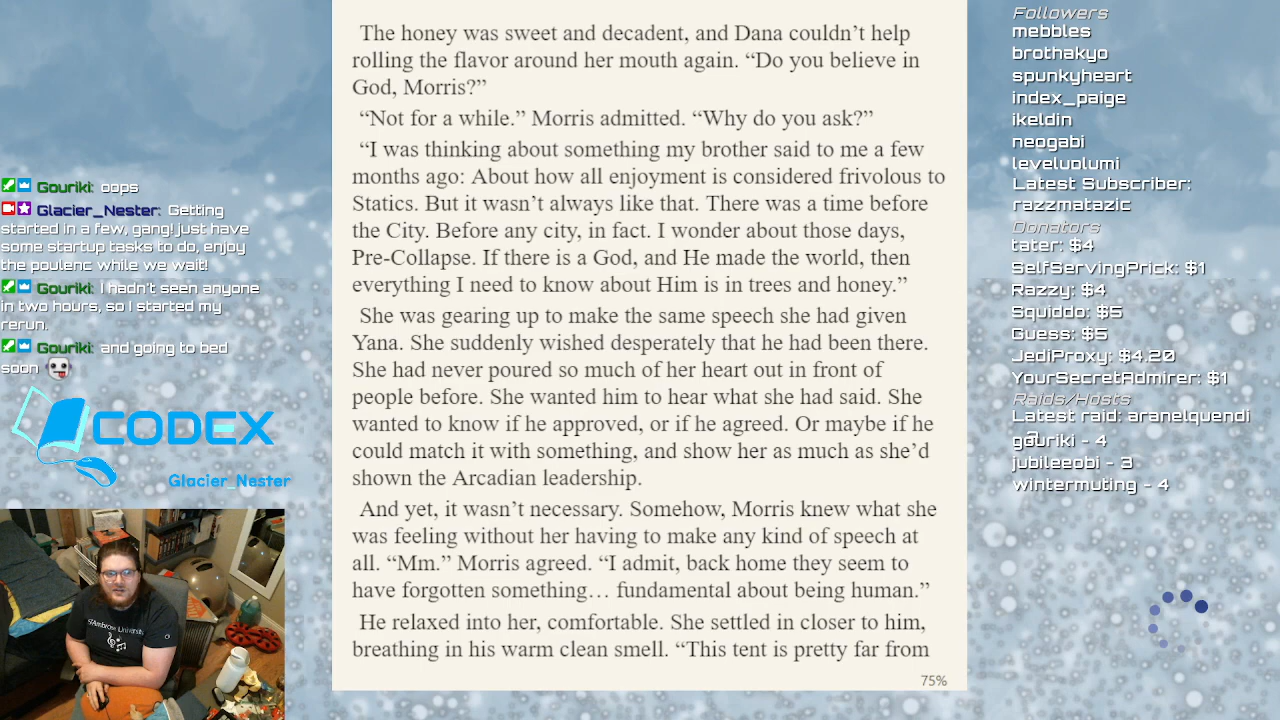 Gouriki: oops
Glacier_Nester: Getting
started in a few, gang! just have
some startup tasks to do, enjoy
the poulenc while we wait!
Gouriki: I hadn't seen anyone
in two hours, so I started my
rerun.
Gouriki: and going to bed
soon
CODEX
Glacier_Nester
St. Ambrose University
The honey was sweet and decadent, and Dana couldn’t help
rolling the flavor around her mouth again. “Do you believe in
God, Morris?”
“Not for a while.” Morris admitted. “Why do you ask?”
“I was thinking about something my brother said to me a few
months ago: About how all enjoyment is considered frivolous to
Statics. But it wasn’t always like that. There was a time before
the City. Before any city, in fact. I wonder about those days,
Pre-Collapse. If there is a God, and He made the world, then
everything I need to know about Him is in trees and honey.”
She was gearing up to make the same speech she had given
Yana. She suddenly wished desperately that he had been there.
She had never poured so much of her heart out in front of
people before. She wanted him to hear what she had said. She
wanted to know if he approved, or if he agreed. Or maybe if he
could match it with something, and show her as much as she’d
shown the Arcadian leadership.
And yet, it wasn’t necessary. Somehow, Morris knew what she
was feeling without her having to make any kind of speech at
all. “Mm.” Morris agreed. “I admit, back home they seem to
have forgotten something… fundamental about being human.”
He relaxed into her, comfortable. She settled in closer to him,
breathing in his warm clean smell. “This tent is pretty far from
75%
Followers
mebbles
brothakyo
spunkyheart
index_paige
ikeldin
neogabi
leveluolumi
Latest Subscriber:
razzmatazic
Donators
tater: $4
SelfServingPrick: $1
Razzy: $4
Squiddo: $5
Guess: $5
JediProxy: $4.20
YourSecretAdmirer: $1
Raids/Hosts
Latest raid: aranelquendi
gouriki - 4
jubileeobi - 3
wintermuting - 4